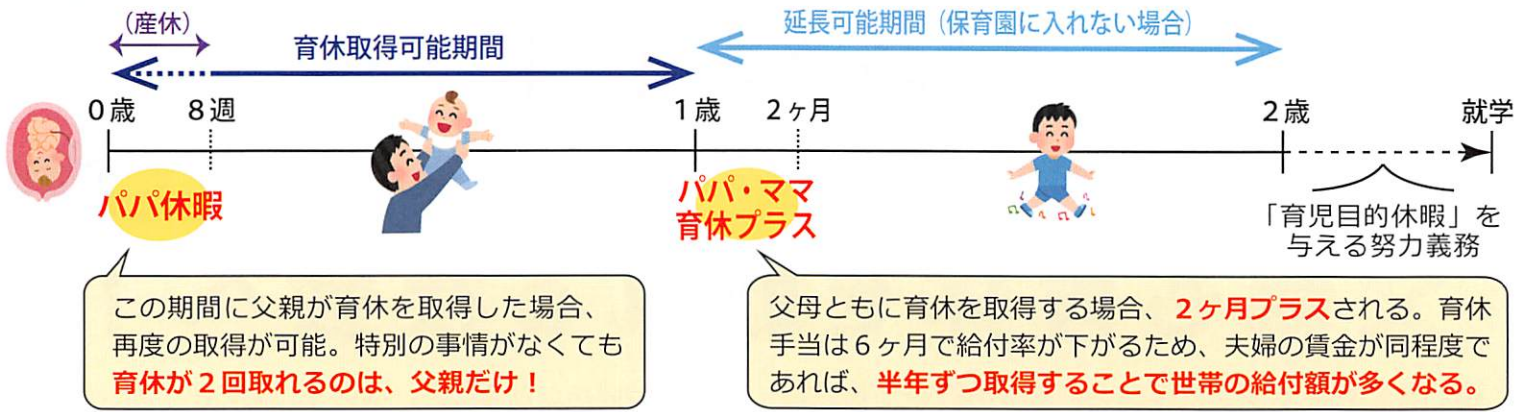 (産休)
育休取得可能期間
延長可能期間(保育園に入れない場合)
0歳
8週
1歳
2ヶ月
2歳
就学
パパ休暇
パパ・ママ
育休プラス
「育児目的休暇」を
与える努力義務
この期間に父親が育休を取得した場合、
再度の取得が可能。特別の事情がなくても
育休が2回取れるのは、父親だけ!
父母ともに育休を取得する場合、2ヶ月プラスされる。育休
手当は6ヶ月で給付率が下がるため、夫婦の賃金が同程度で
あれば、半年ずつ取得することで世帯の給付額が多くなる。